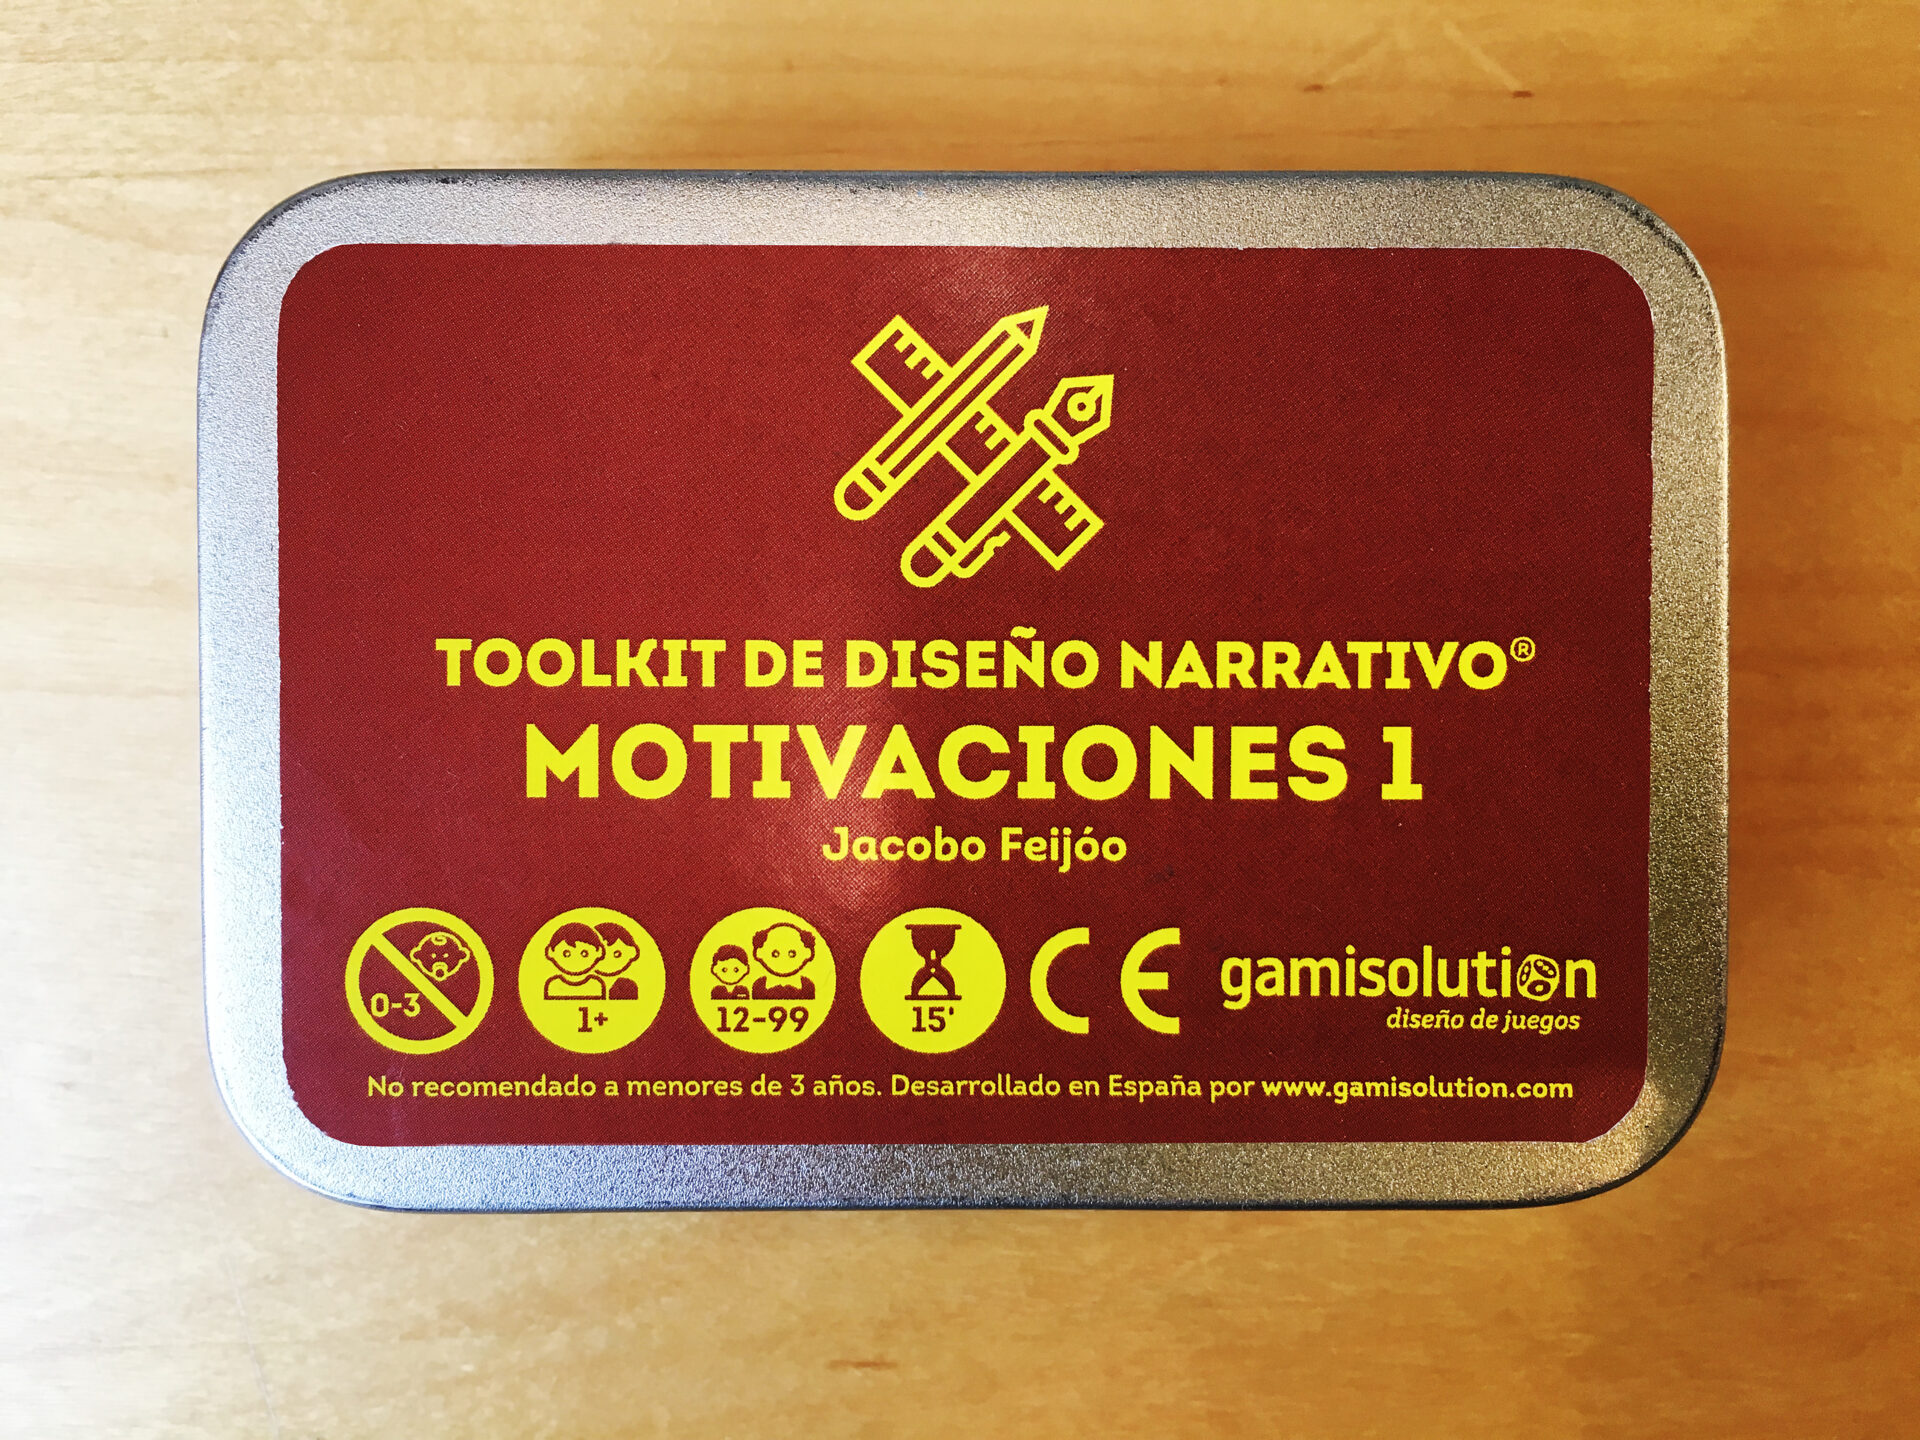 TOOLKIT DE DISEÑO NARRATIVO®
MOTIVACIONES 1
Jacobo Feijóo
0-3
1+
12-99
15'
CE
gamisolution
diseño de juegos
No recomendado a menores de 3 años. Desarrollado en España por www.gamisolution.com